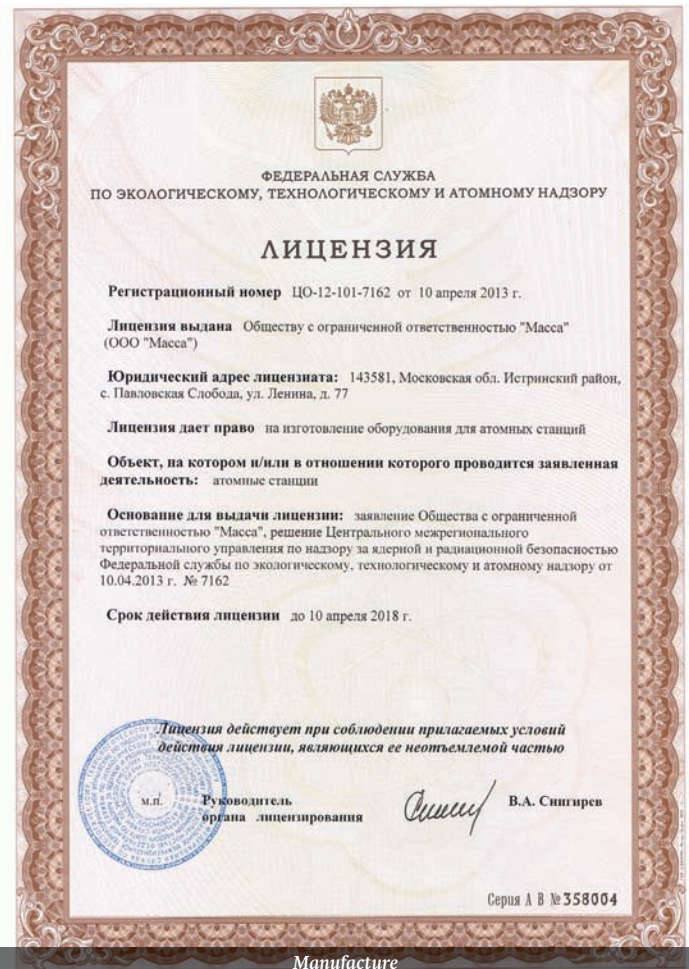 ФЕДЕРАЛЬНАЯ СЛУЖБА
ПО ЭКОЛОГИЧЕСКОМУ, ТЕХНОЛОГИЧЕСКОМУ И АТОМНОМУ НАДЗОРУ
ЛИЦЕНЗИЯ
Регистрационный номер ЦО-12-101-7162 от 10 апреля 2013 г.
Лицензия выдана Обществу с ограниченной ответственностью "Масса"
(ООО "Масса")
Юридический адрес лицензиата: 143581, Московская обл. Истринский район,
с. Павловская Слобода, ул. Ленина, д. 77
Лицензия дает право на изготовление оборудования для атомных станций
Объект, на котором и/или в отношении которого проводится заявленная
деятельность: атомные станции
Основание для выдачи лицензии: заявление Общества с ограниченной
ответственностью "Масса", решение Центрального межрегионального
территориального управления по надзору за ядерной и радиационной безопасностью
Федеральной службы по экологическому, технологическому и атомному надзору от
10.04.2013 г. № 7162
Срок действия лицензии до 10 апреля 2018 г.
Лицензия действует при соблюдении прилагаемых условий
действия лицензии, являющихся ее неотъемлемой частью
М.П.
Руководитель
органа лицензирования
В.А. Снигирев
Серия А В № 358004
Manufacture